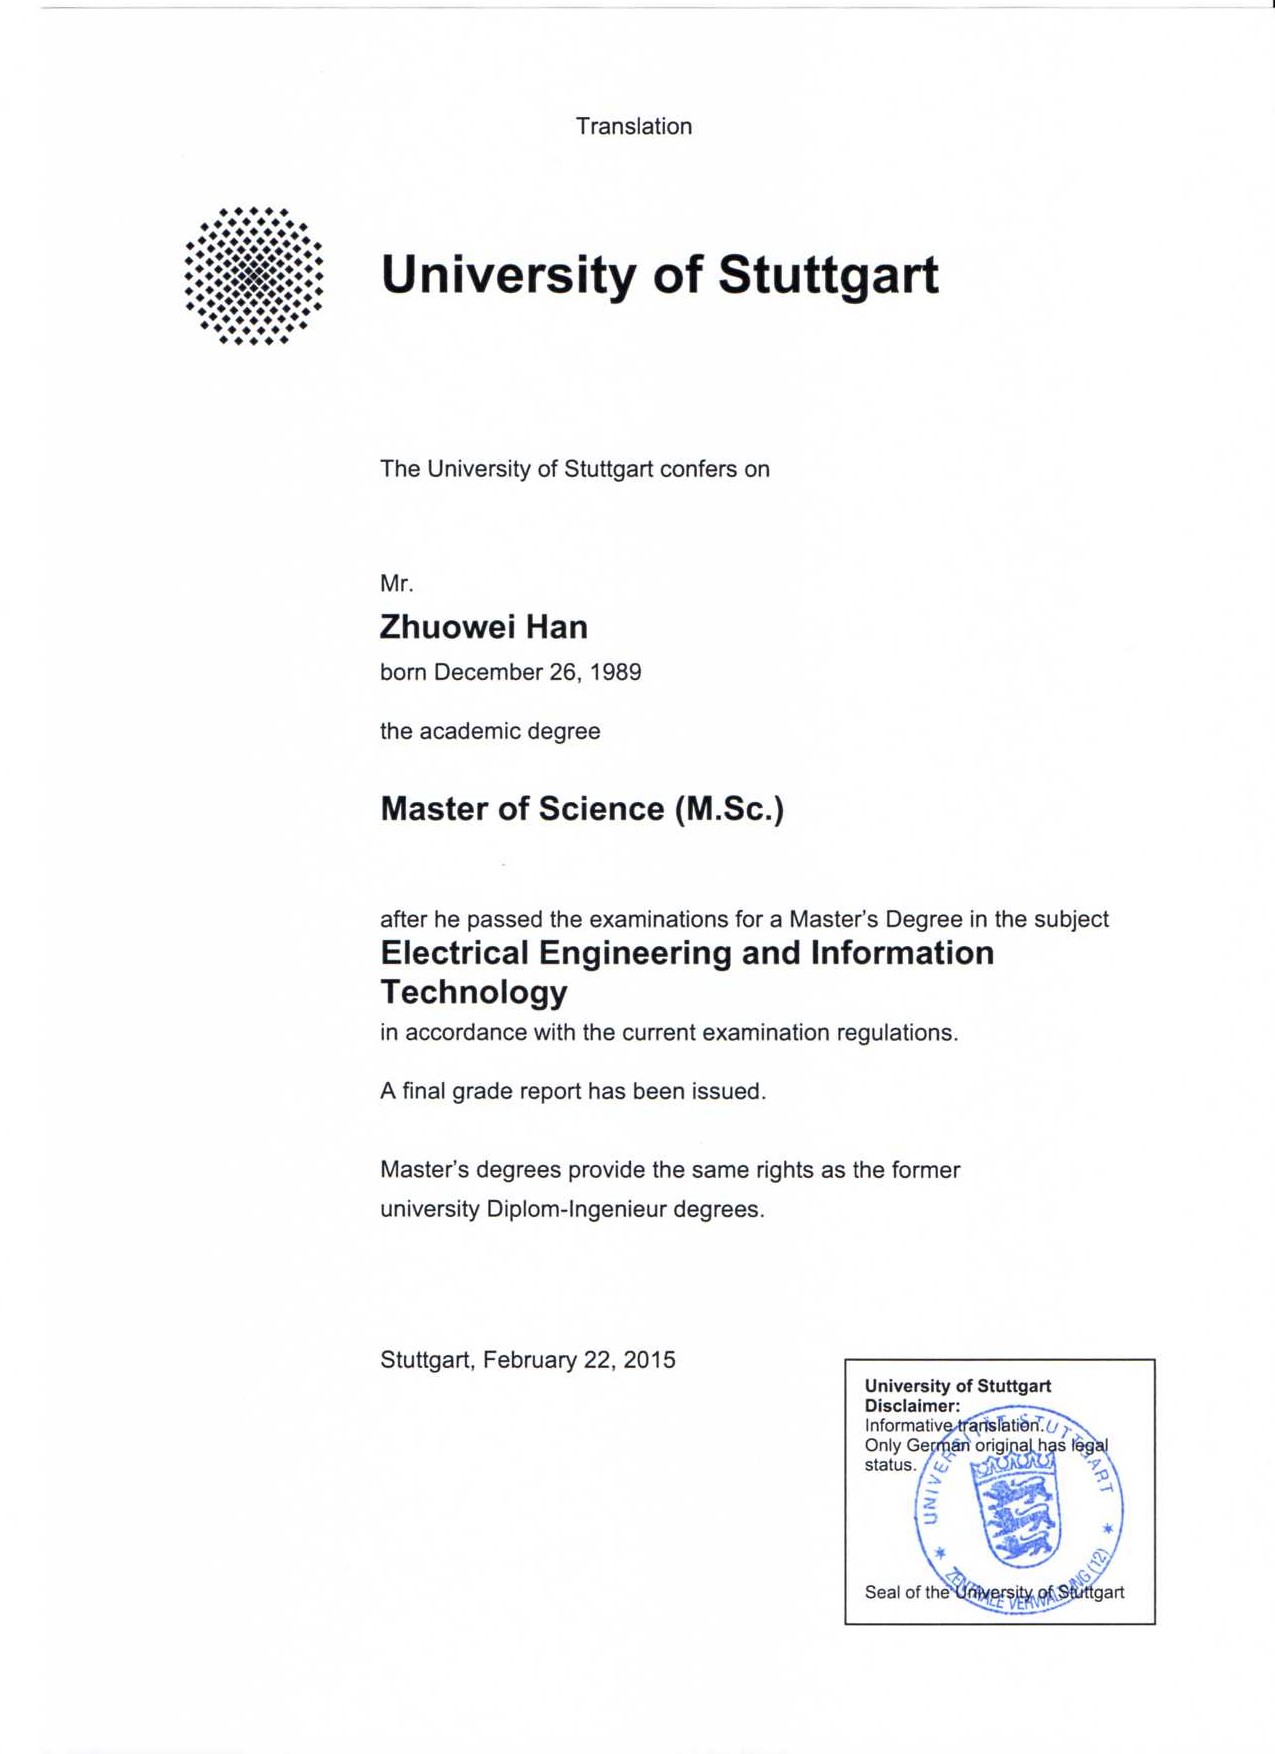 Translation
University of Stuttgart
The University of Stuttgart confers on
Mr.
Zhuowei Han
born December 26, 1989
the academic degree
Master of Science (M.Sc.)
after he passed the examinations for a Master's Degree in the subject
Electrical Engineering and Information
Technology
in accordance with the current examination regulations.
A final grade report has been issued.
Master's degrees provide the same rights as the former
university Diplom-Ingenieur degrees.
Stuttgart, February 22, 2015
University of Stuttgart
Disclaimer:
Informative translation.
Only German original has legal
status.
UNIVERSITÄT STUTTGART
ZENTRALE VERWALTUNG (12)
Seal of the University of Stuttgart